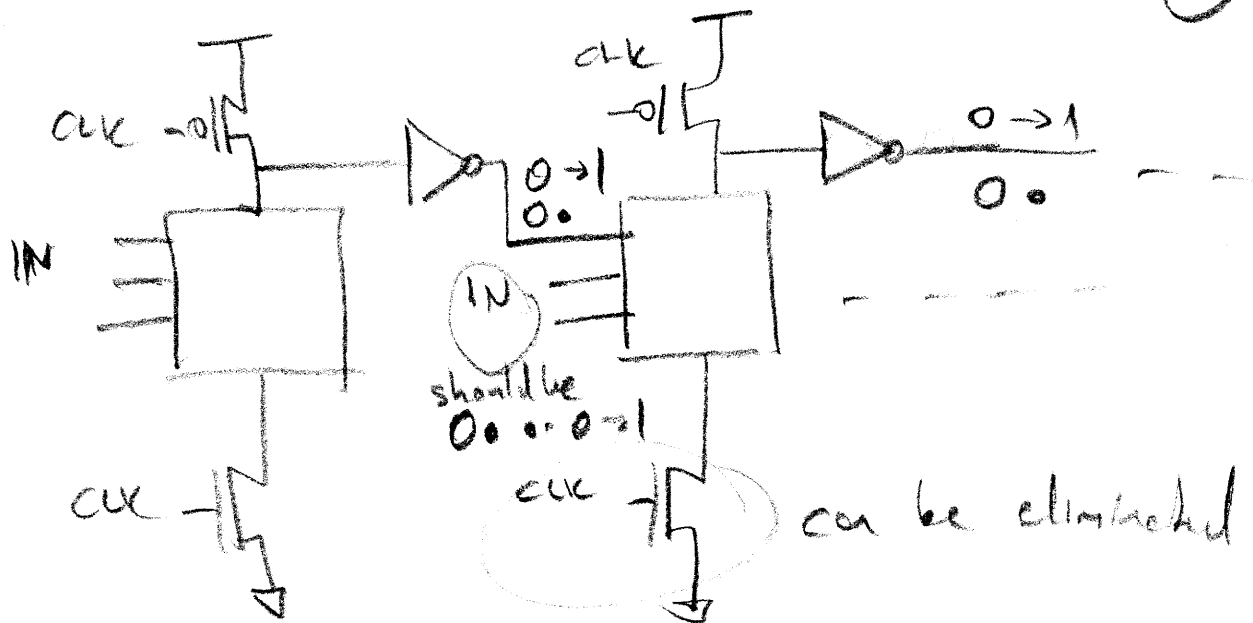 CLK
CLK
0→1
0→1
0.
0.
IN
IN
should be
0. .. 0→1
CLK
CLK
can be eliminated